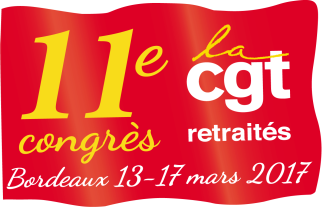 11e
congrès
la
cgt
retraités
Bordeaux 13-17 mars 2017